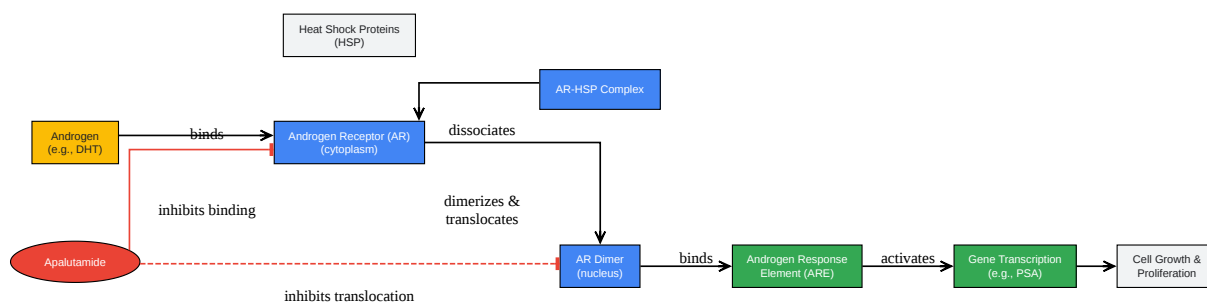 Heat Shock Proteins
(HSP)
AR-HSP Complex
Androgen
(e.g., DHT)
binds
Androgen Receptor (AR)
(cytoplasm)
dissociates
inhibits binding
dimerizes &
translocates
Apalutamide
inhibits translocation
AR Dimer
(nucleus)
binds
Androgen Response
Element (ARE)
activates
Gene Transcription
(e.g., PSA)
Cell Growth &
Proliferation